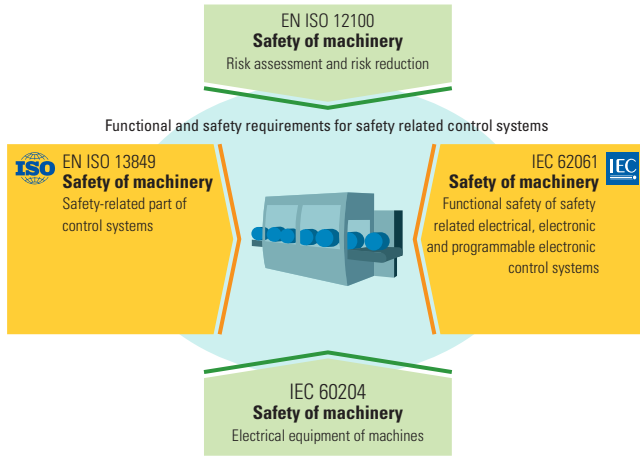 EN ISO 12100
Safety of machinery
Risk assessment and risk reduction
Functional and safety requirements for safety related control systems
ISO
EN ISO 13849
Safety of machinery
Safety-related part of
control systems
IEC 62061
IEC
Safety of machinery
Functional safety of safety
related electrical, electronic
and programmable electronic
control systems
IEC 60204
Safety of machinery
Electrical equipment of machines